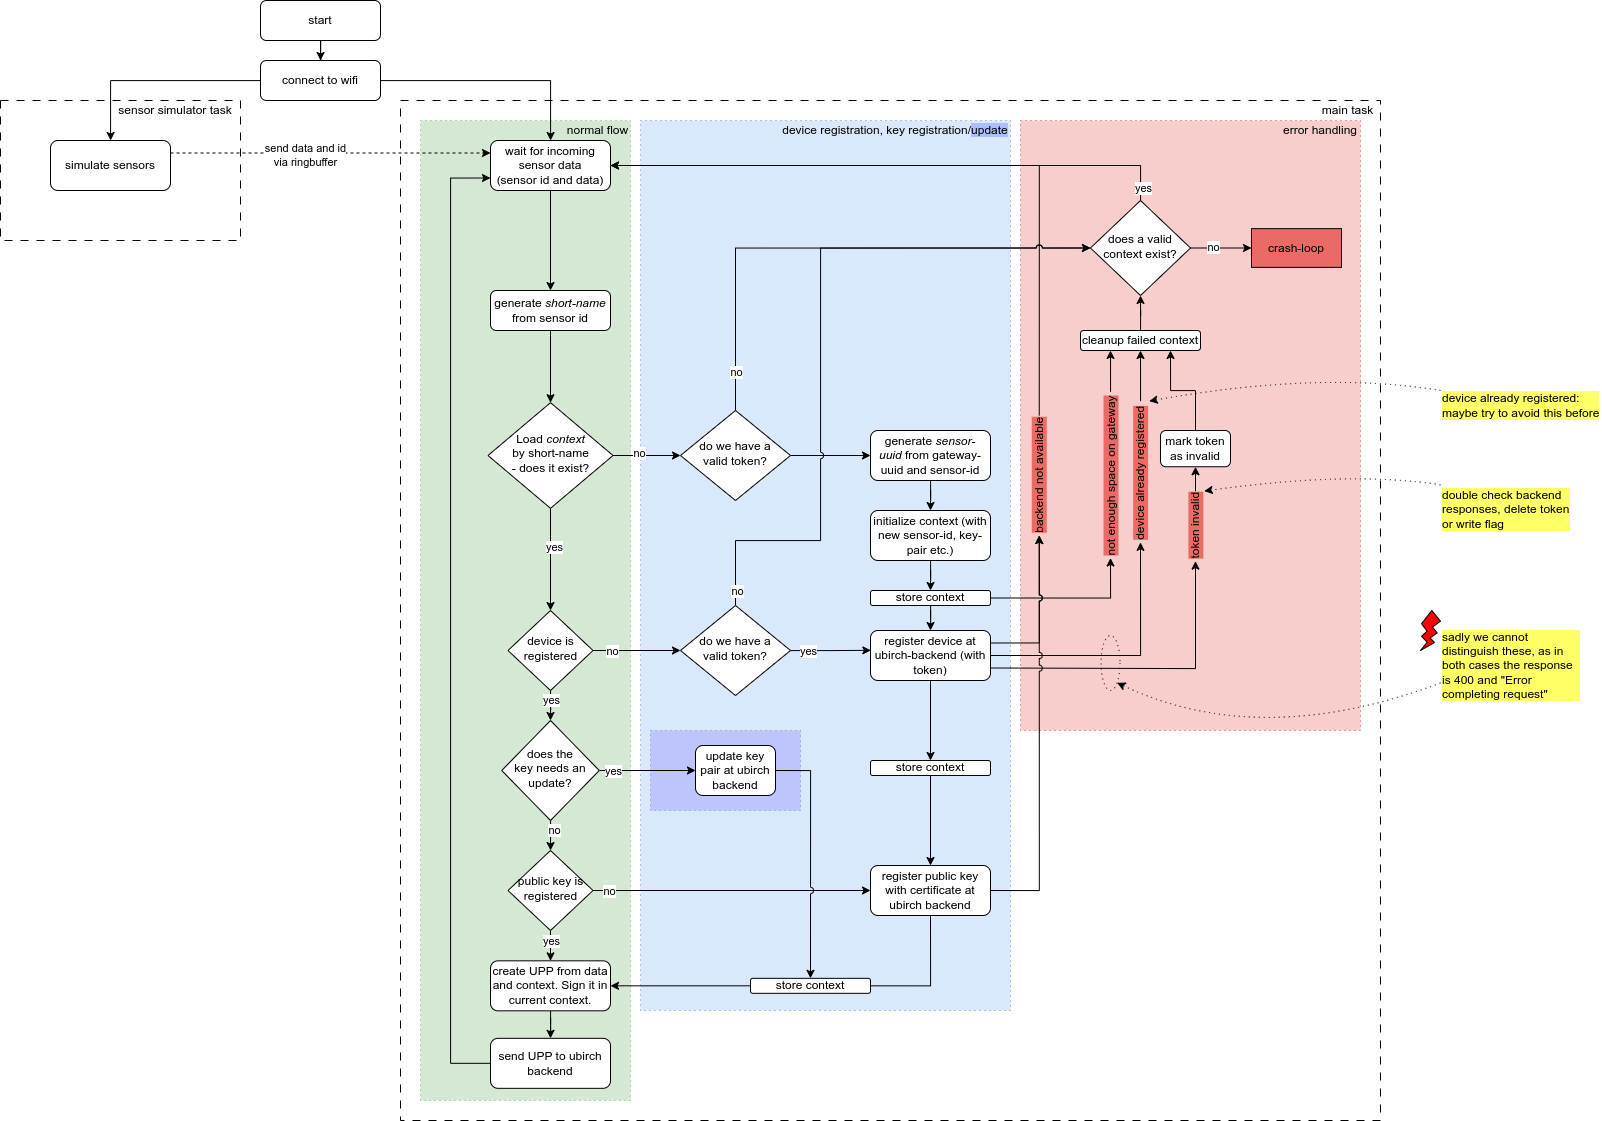 start
connect to wifi
sensor simulator task
simulate sensors
send data and id
via ringbuffer
main task
normal flow
wait for incoming
sensor data
(sensor id and data)
generate short-name
from sensor id
Load context
by short-name
- does it exist?
no
yes
device is
registered
no
yes
does the
key needs an
update?
yes
no
public key is
registered
no
yes
create UPP from data
and context. Sign it in
current context.
send UPP to ubirch
backend
device registration, key registration/update
no
do we have a
valid token?
generate sensor-
uuid from gateway-
uuid and sensor-id
initialize context (with
new sensor-id, key-
pair etc.)
store context
no
do we have a
valid token?
yes
register device at
ubirch-backend (with
token)
update key
pair at ubirch
backend
store context
register public key
with certificate at
ubirch backend
store context
error handling
yes
does a valid
context exist?
no
crash-loop
cleanup failed context
backend not available
not enough space on gateway
device already registered
mark token
as invalid
token invalid
device already registered:
maybe try to avoid this before
double check backend
responses, delete token
or write flag
sadly we cannot
distinguish these, as in
both cases the response
is 400 and "Error
completing request"